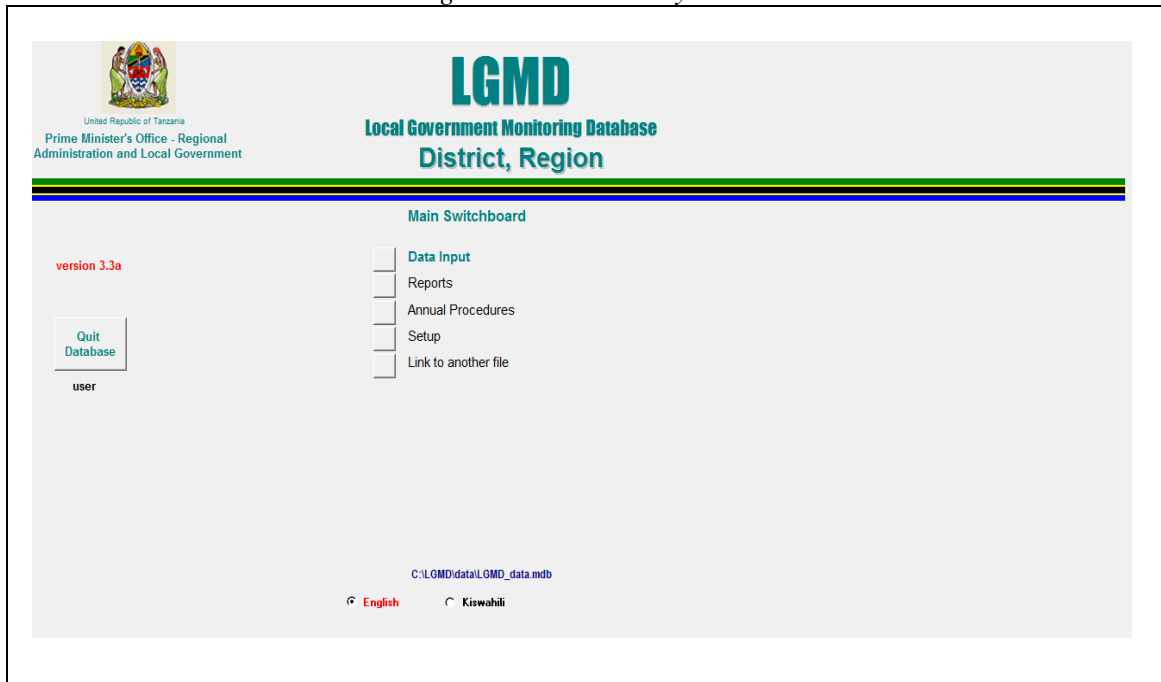 LGMD
United Republic of Tanzania
Prime Minister's Office - Regional
Administration and Local Government
Local Government Monitoring Database
District, Region
Main Switchboard
version 3.3a
Data Input
Reports
Annual Procedures
Setup
Link to another file
Quit
Database
user
C:\LGMD\data\LGMD_data.mdb
English
Kiswahili